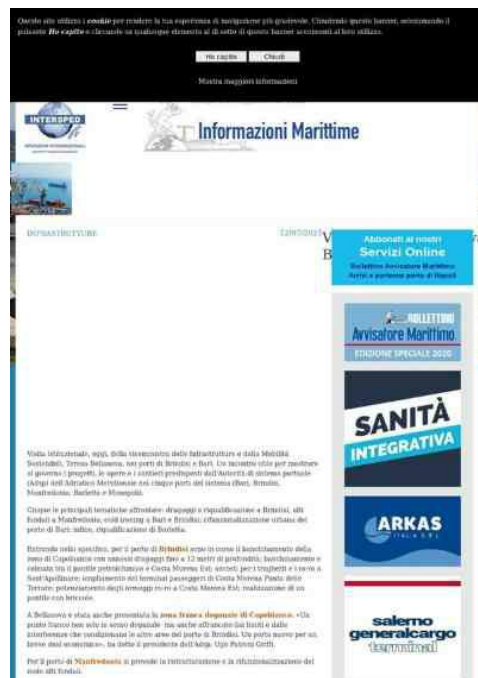 Questo sito utilizza i cookie per rendere la tua esperienza di navigazione più gradevole. Chiudendo questo banner, selezionando il
pulsante Ho capito o cliccando su qualunque elemento al di sotto di questo banner acconsenti al loro utilizzo.
Ho capito
Chiudi
Mostra maggiori informazioni
INTERSPED
Informazioni Marittime
INFRASTRUTTURE
V
B
Abbonati ai nostri
Servizi Online
Bollettino Avvisatore Marittimo
Arrivi e partenze porto di Napoli
BOLLETTINO
Avvisatore Marittimo
EDIZIONE SPECIALE 2020
SANITÀ
INTEGRATIVA
ARKAS
ITALIA S.R.L.
salerno
generalcargo
terminal
Visita istituzionale, oggi, della viceministra delle Infrastrutture e della Mobilità
Sostenibili, Teresa Bellanova, nei porti di Brindisi e Bari. Un incontro utile per mostrare
al governo i progetti, le opere e i cantieri predisposti dall'Autorità di sistema portuale
(Adsp) dell'Adriatico Meridionale nei cinque porti del sistema (Bari, Brindisi,
Manfredonia, Barletta e Monopoli).
Cinque le principali tematiche affrontate: dragaggi e riqualificazione a Brindisi, alti
fondali a Manfredonia; cold ironing a Bari e Brindisi; rifunzionalizzazione urbana del
porto di Bari; infine, riqualificazione di Barletta.
Entrando nello specifico, per il porto di Brindisi sono in corso il banchinamento della
zona di Capobianco con annessi dragaggi fino a 12 metri di profondità; banchinamento e
colmata tra il pontile petrolchimico e Costa Morena Est; accosti per i traghetti e i ro-ro a
Sant'Apollinare; ampliamento del terminal passeggeri di Costa Morena Punta delle
Terrare; potenziamento degli ormeggi ro-ro a Costa Morena Est; realizzazione di un
pontile con briccole.
A Bellanova è stata anche presentata la zona franca doganale di Capobianco. «Un
punto franco non solo in senso doganale ma anche affrancato dai limiti e dalle
interferenze che condizionano le altre aree del porto di Brindisi. Un porto nuovo per un
breve doni economica», ha detto il presidente dell'Adsp, Ugo Patroni Griffi.
Per il porto di Manfredonia si prevede la ristrutturazione e la rifunzionalizzazione del
molo alti fondali.